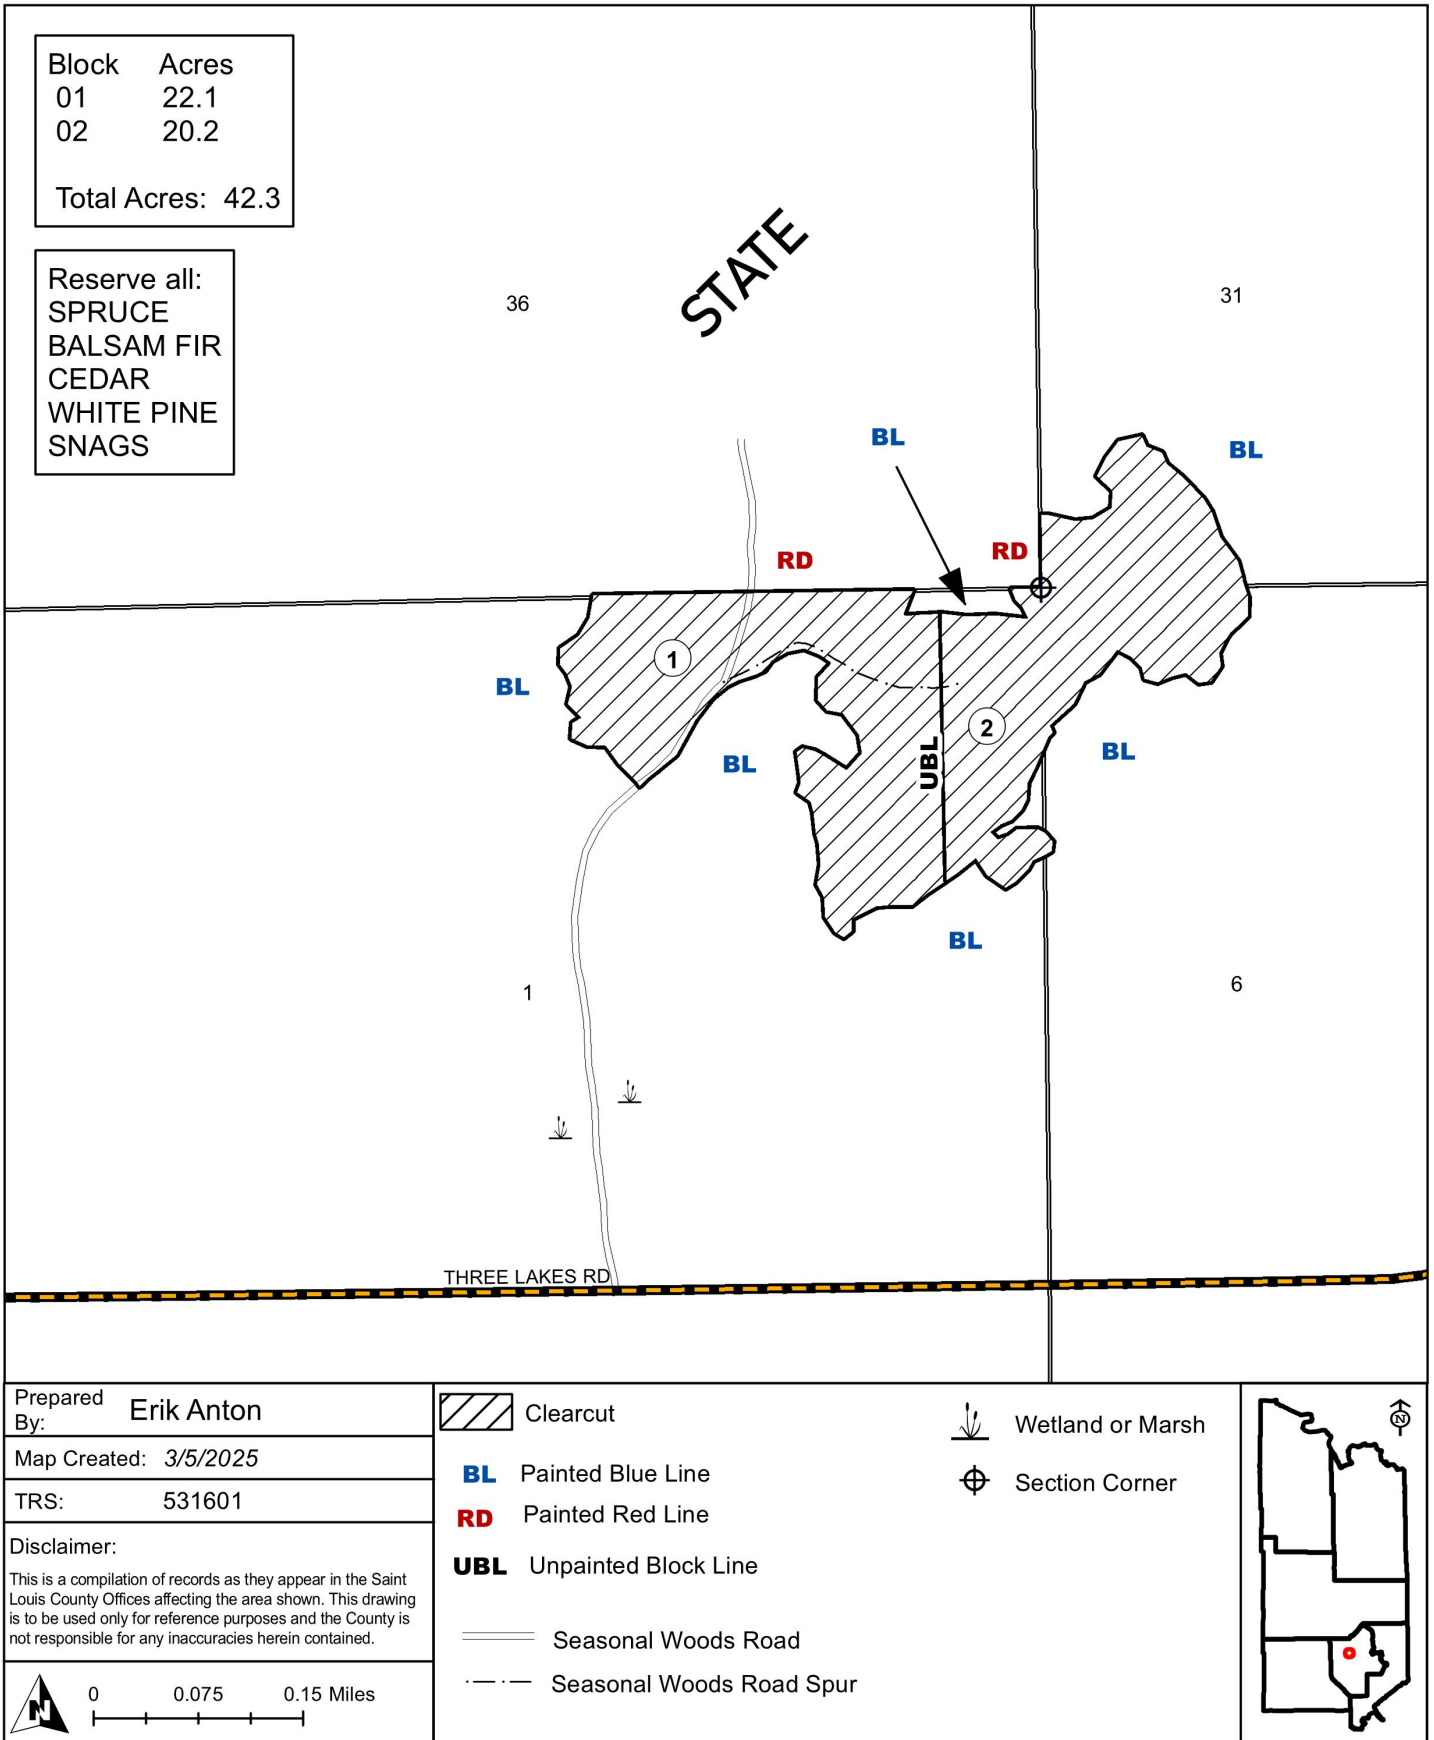 Block Acres
01 22.1
02 20.2
Total Acres: 42.3
Reserve all:
SPRUCE
BALSAM FIR
CEDAR
WHITE PINE
SNAGS
STATE
36
31
BL
BL
RD
RD
1
BL
BL
UBL
2
BL
BL
1
6
THREE LAKES RD
Prepared By: Erik Anton
Map Created: 3/5/2025
TRS: 531601
Disclaimer:
This is a compilation of records as they appear in the Saint
Louis County Offices affecting the area shown. This drawing
is to be used only for reference purposes and the County is
not responsible for any inaccuracies herein contained.
N
0 0.075 0.15 Miles
Clearcut
BL Painted Blue Line
RD Painted Red Line
UBL Unpainted Block Line
Seasonal Woods Road
Seasonal Woods Road Spur
Wetland or Marsh
Section Corner
N